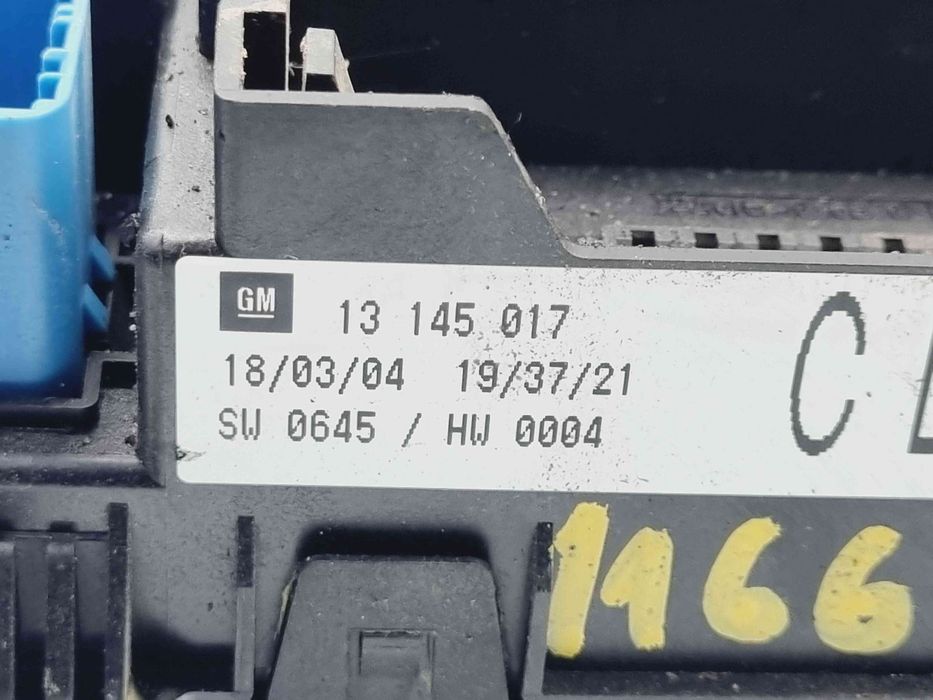 GM 13 145 017
18/03/04 19/37/21
SW 0645 / HW 0004
C
1166